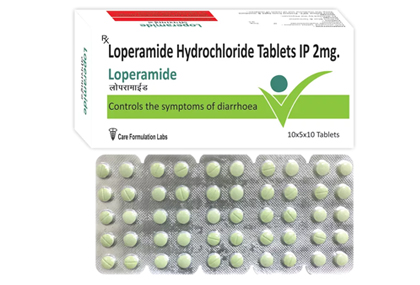 Rx
Loperamide Hydrochloride Tablets IP 2mg.
Loperamide
लोपरामाईड
Controls the symptoms of diarrhoea
Care Formulation Labs
10x5x10 Tablets
Loperamide